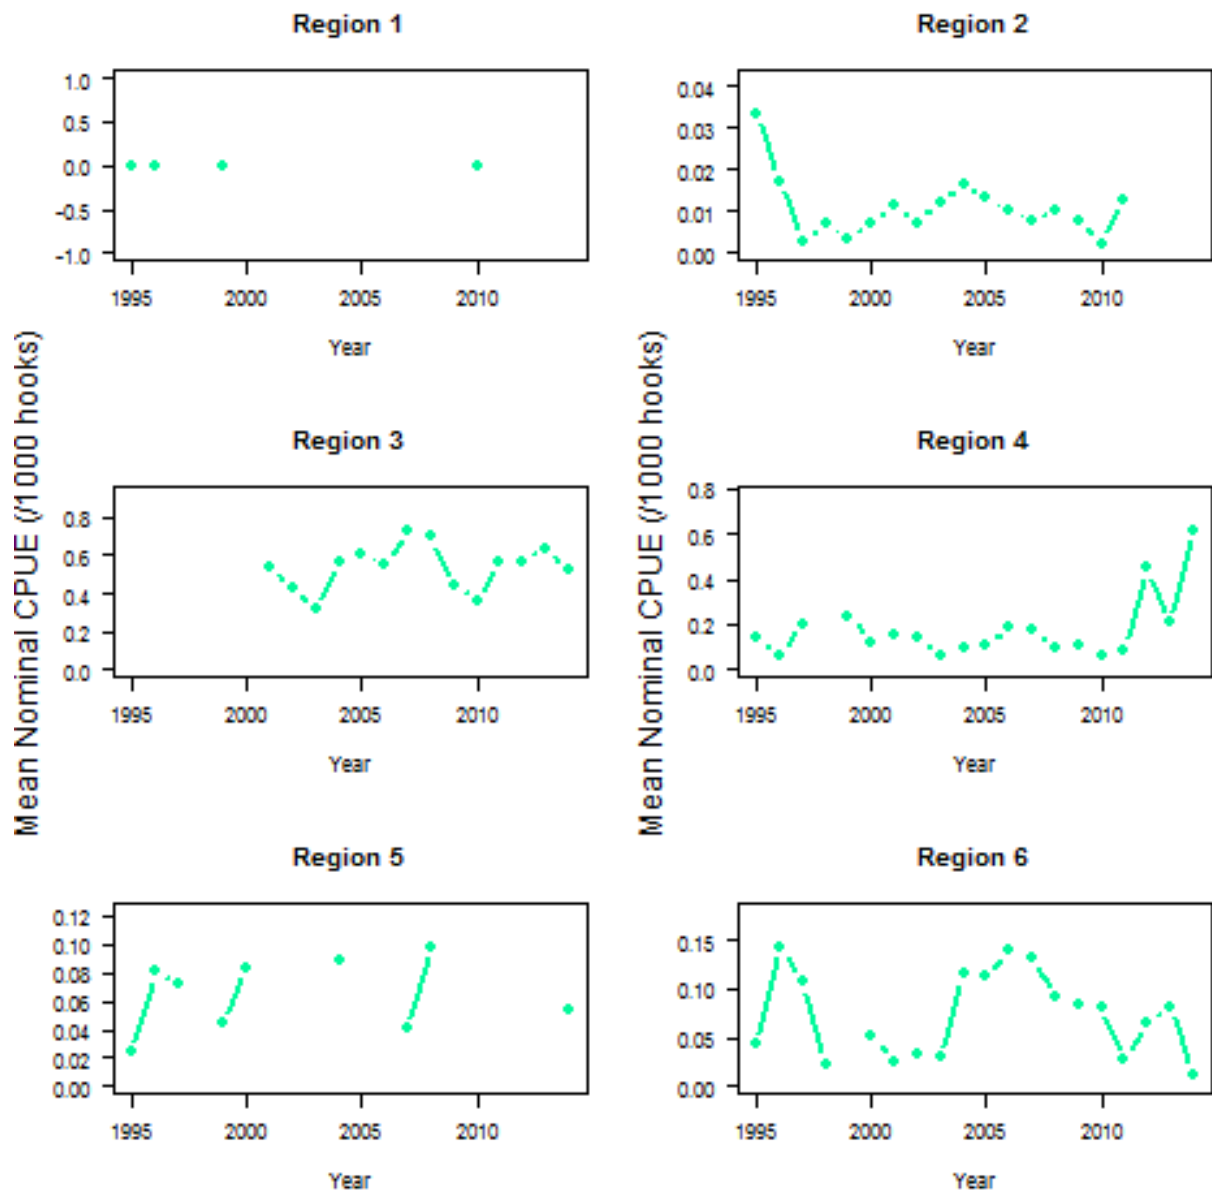 Region 1
1.0
0.5
0.0
-0.5
-1.0
1995 2000 2005 2010
Year
Region 2
0.04
0.03
0.02
0.01
0.00
1995 2000 2005 2010
Year
Mean Nominal CPUE (/1000 hooks)
Mean Nominal CPUE (/1000 hooks)
Region 3
0.8
0.6
0.4
0.2
0.0
1995 2000 2005 2010
Year
Region 4
0.8
0.6
0.4
0.2
0.0
1995 2000 2005 2010
Year
Region 5
0.12
0.10
0.08
0.06
0.04
0.02
0.00
1995 2000 2005 2010
Year
Region 6
0.15
0.10
0.05
0.00
1995 2000 2005 2010
Year